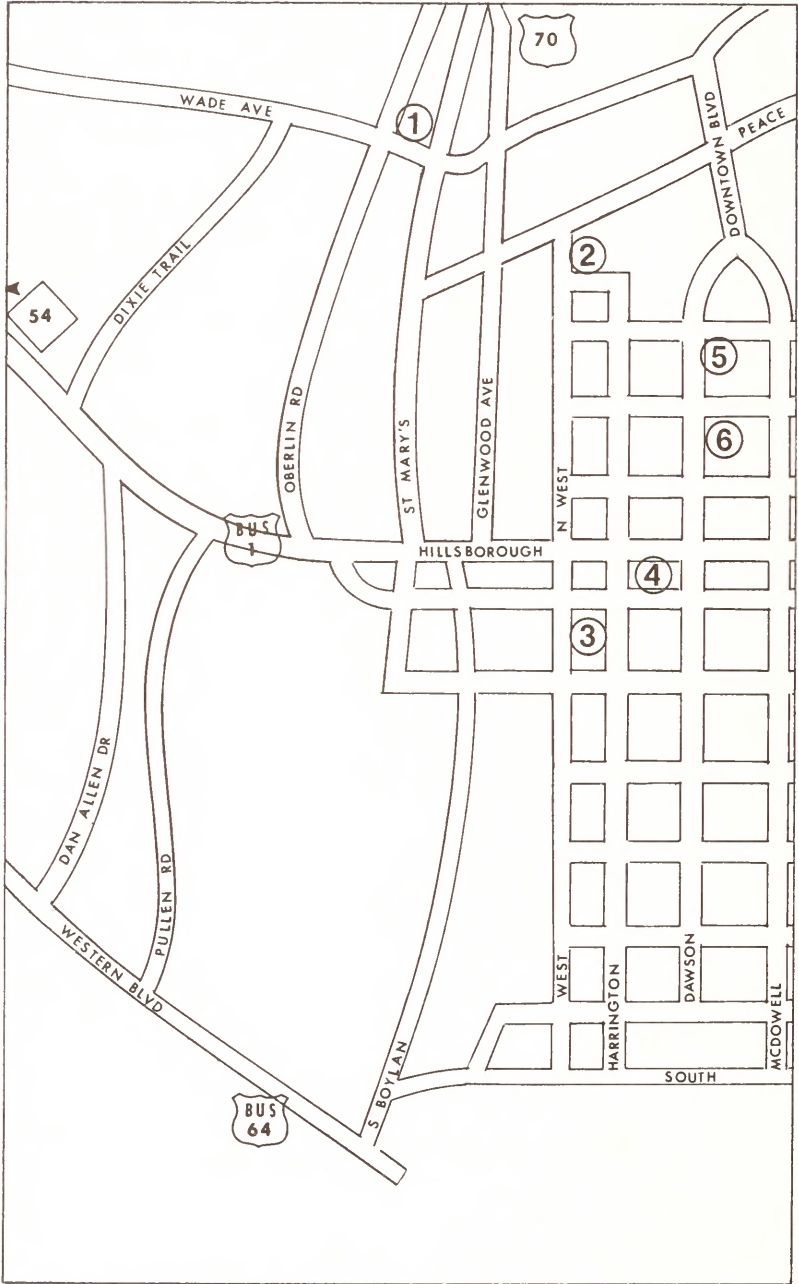 70
WADE AVE
1
DOWNTOWN BLVD
PEACE
2
DIXIE TRAIL
54
5
OBERLIN RD
ST MARY'S
GLENWOOD AVE
6
N WEST
BUS
1
HILLSBOROUGH
4
3
DAN ALLEN DR
PULLEN RD
WESTERN BLVD
WEST
HARRINGTON
DAWSON
MCDOWELL
SOUTH
S BOYLAN
BUS
64